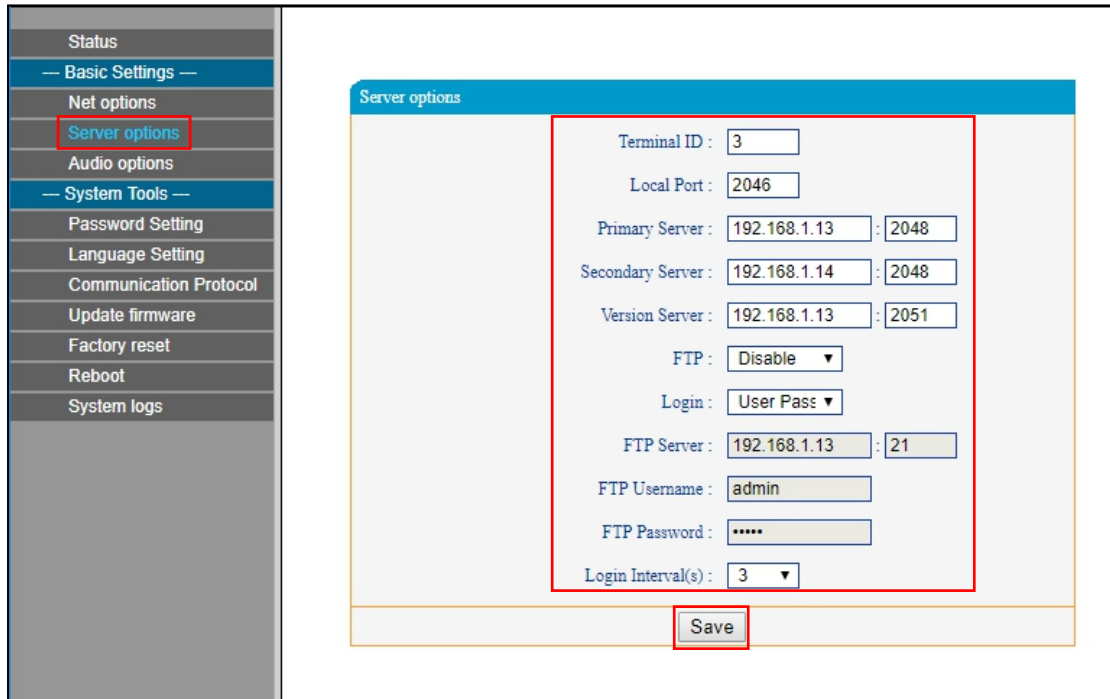 Status
— Basic Settings —
Net options
Server options
Audio options
— System Tools —
Password Setting
Language Setting
Communication Protocol
Update firmware
Factory reset
Reboot
System logs
Server options
Terminal ID : 3
Local Port : 2046
Primary Server : 192.168.1.13 : 2048
Secondary Server : 192.168.1.14 : 2048
Version Server : 192.168.1.13 : 2051
FTP : Disable ▼
Login : User Pass ▼
FTP Server : 192.168.1.13 : 21
FTP Username : admin
FTP Password : •••••
Login Interval(s) : 3 ▼
Save